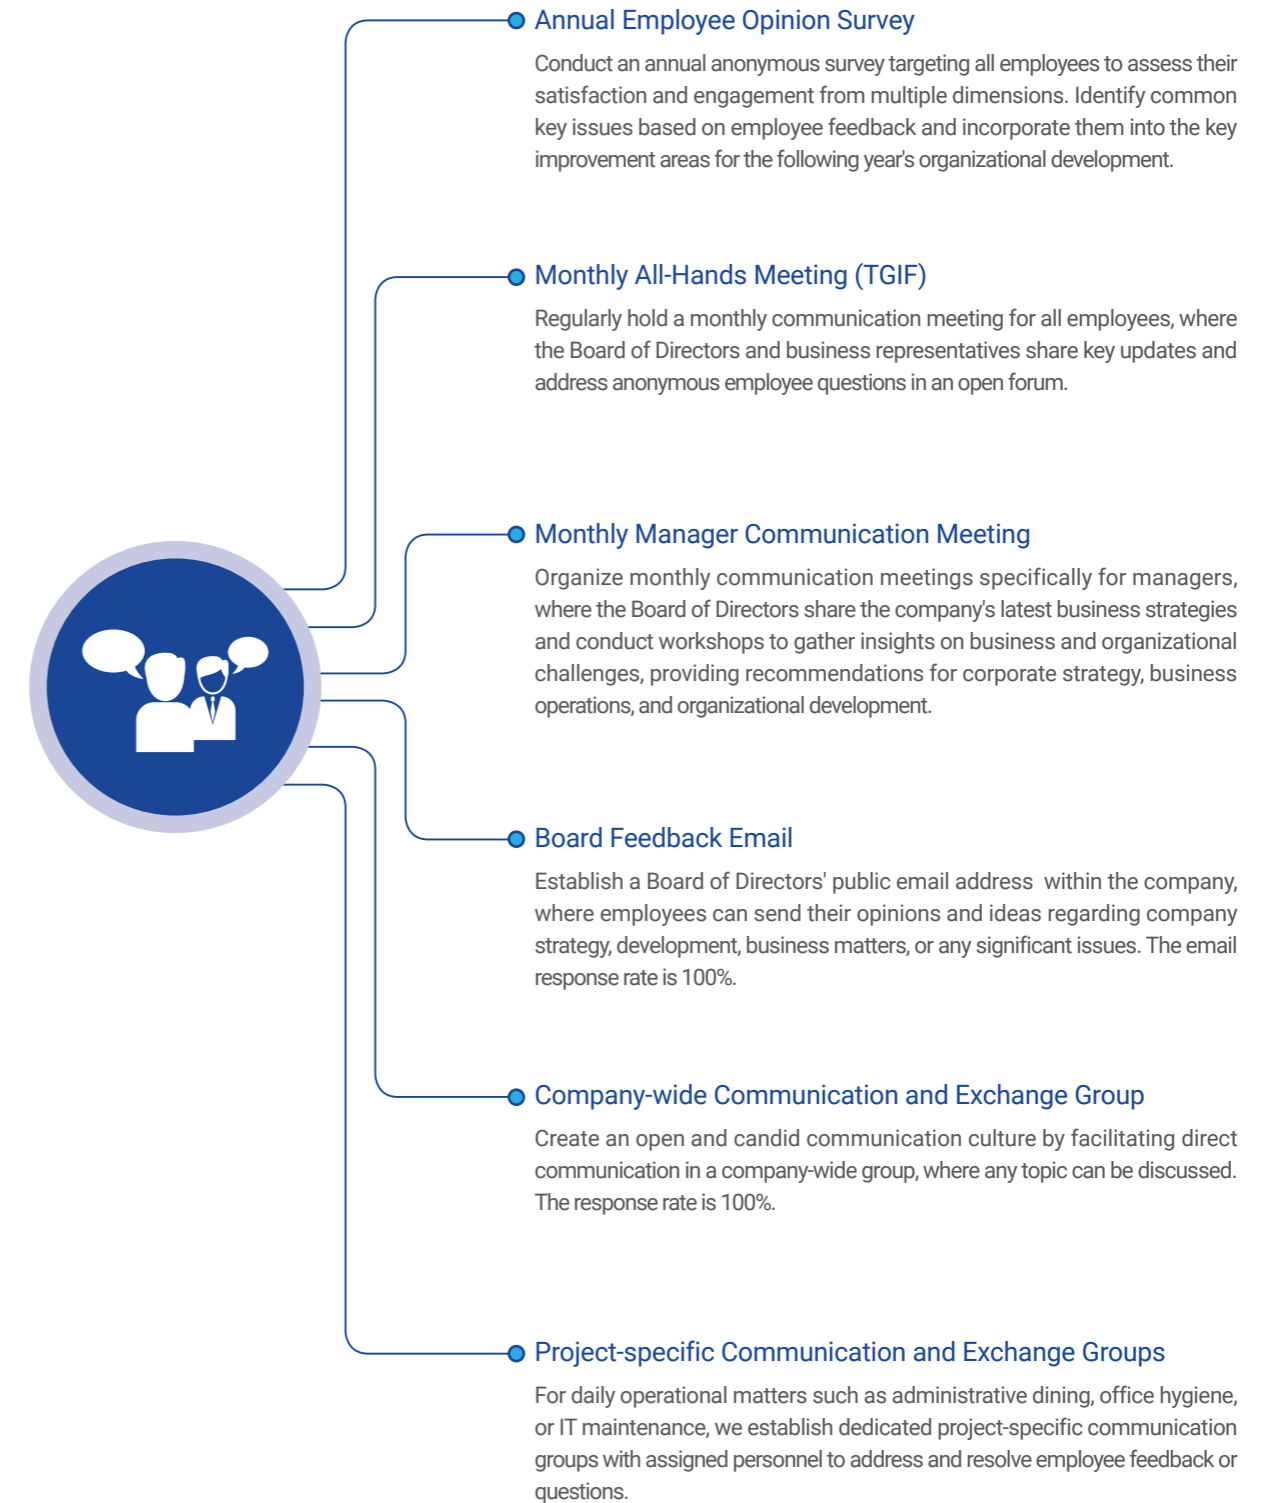 Annual Employee Opinion Survey
Conduct an annual anonymous survey targeting all employees to assess their
satisfaction and engagement from multiple dimensions. Identify common
key issues based on employee feedback and incorporate them into the key
improvement areas for the following year's organizational development.
Monthly All-Hands Meeting (TGIF)
Regularly hold a monthly communication meeting for all employees, where
the Board of Directors and business representatives share key updates and
address anonymous employee questions in an open forum.
Monthly Manager Communication Meeting
Organize monthly communication meetings specifically for managers,
where the Board of Directors share the company's latest business strategies
and conduct workshops to gather insights on business and organizational
challenges, providing recommendations for corporate strategy, business
operations, and organizational development.
Board Feedback Email
Establish a Board of Directors' public email address within the company,
where employees can send their opinions and ideas regarding company
strategy, development, business matters, or any significant issues. The email
response rate is 100%.
Company-wide Communication and Exchange Group
Create an open and candid communication culture by facilitating direct
communication in a company-wide group, where any topic can be discussed.
The response rate is 100%.
Project-specific Communication and Exchange Groups
For daily operational matters such as administrative dining, office hygiene,
or IT maintenance, we establish dedicated project-specific communication
groups with assigned personnel to address and resolve employee feedback or
questions.